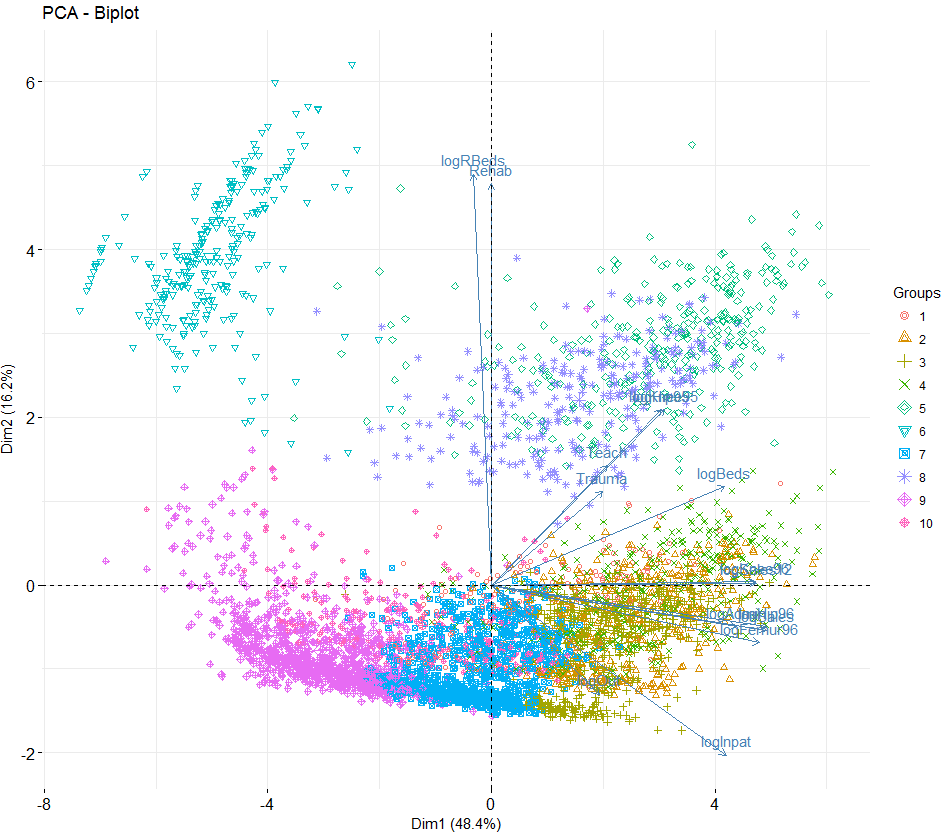 PCA - Biplot
6
4
2
0
-2
-8
-4
0
4
Dim2 (16.2%)
Dim1 (48.4%)
logRBeds
Rehab
Teach
Trauma
logBeds
logFemur96
logInpat
Groups
1
2
3
4
5
6
7
8
9
10